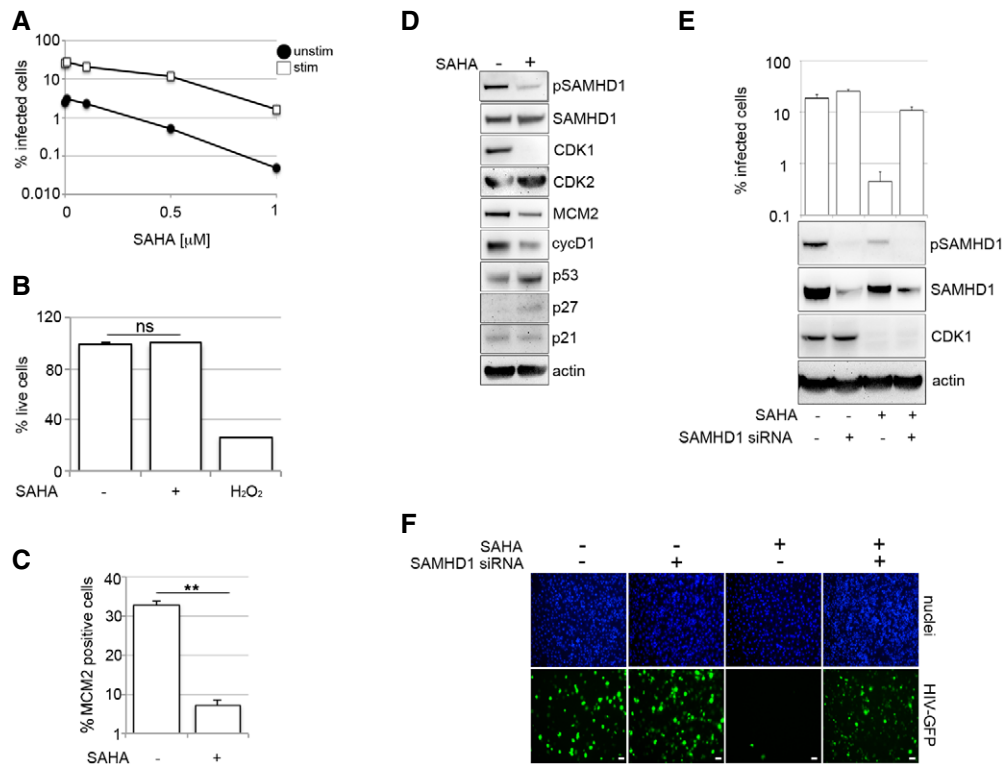 A
100
10
1
0.1
0.010
% infected cells
0
0.5
1
SAHA [µM]
unstim
stim
B
120
80
40
0
% live cells
ns
SAHA
-
+
H₂O₂
C
40
30
20
10
1
% MCM2 positive cells
**
SAHA
-
+
D
SAHA - +
pSAMHD1
SAMHD1
CDK1
CDK2
MCM2
cycD1
p53
p27
p21
actin
E
100
10
1
0.1
% infected cells
pSAMHD1
SAMHD1
CDK1
actin
SAHA - - + +
SAMHD1 siRNA - + - +
F
SAHA - - + +
SAMHD1 siRNA - + - +
nuclei
HIV-GFP